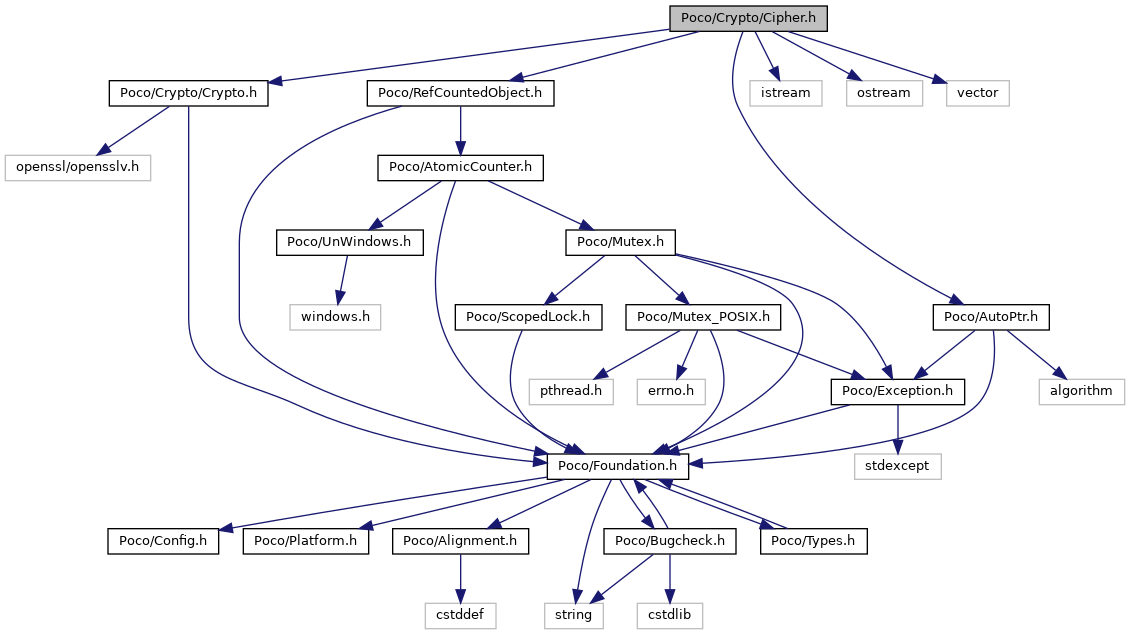 Poco/Crypto/Cipher.h
Poco/Crypto/Crypto.h
Poco/RefCountedObject.h
istream
ostream
vector
openssl/opensslv.h
Poco/AtomicCounter.h
Poco/UnWindows.h
Poco/Mutex.h
windows.h
Poco/ScopedLock.h
Poco/Mutex_POSIX.h
Poco/AutoPtr.h
pthread.h
errno.h
Poco/Exception.h
algorithm
Poco/Foundation.h
stdexcept
Poco/Config.h
Poco/Platform.h
Poco/Alignment.h
Poco/Bugcheck.h
Poco/Types.h
cstddef
string
cstdlib